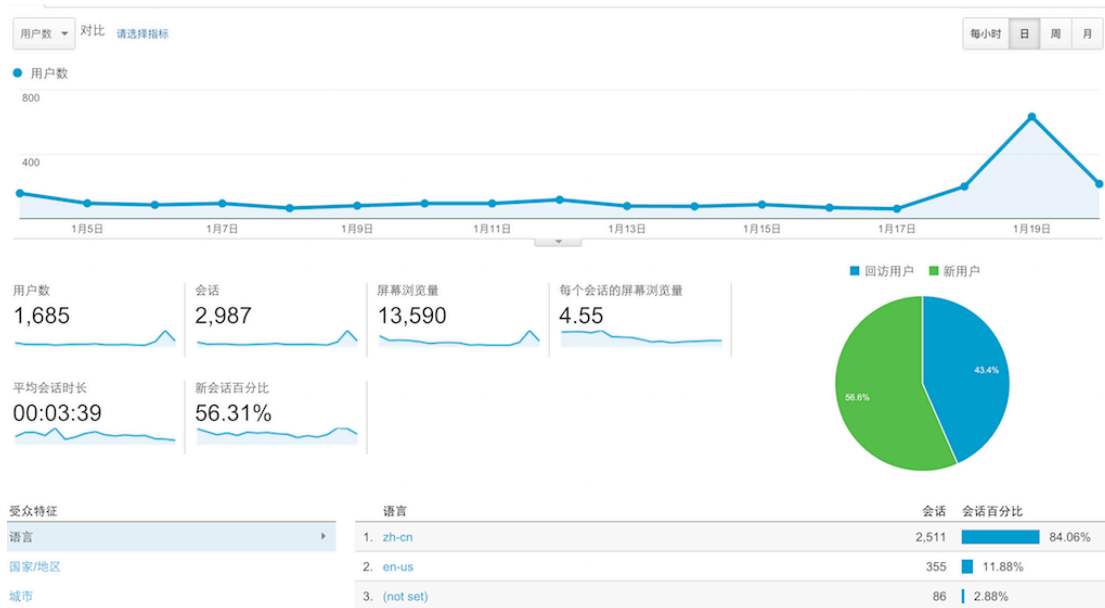 用户数 对比 请选择指标 每小时 日 周 月
用户数
800
400
1月5日 1月7日 1月9日 1月11日 1月13日 1月15日 1月17日 1月19日
回访用户 新用户
用户数 会话 屏幕浏览量 每个会话的屏幕浏览量
1,685 2,987 13,590 4.55
43.4%
56.6%
平均会话时长 新会话百分比
00:03:39 56.31%
受众特征 语言 会话 会话百分比
语言 1. zh-cn 2,511 84.06%
国家/地区 2. en-us 355 11.88%
城市 3. (not set) 86 2.88%